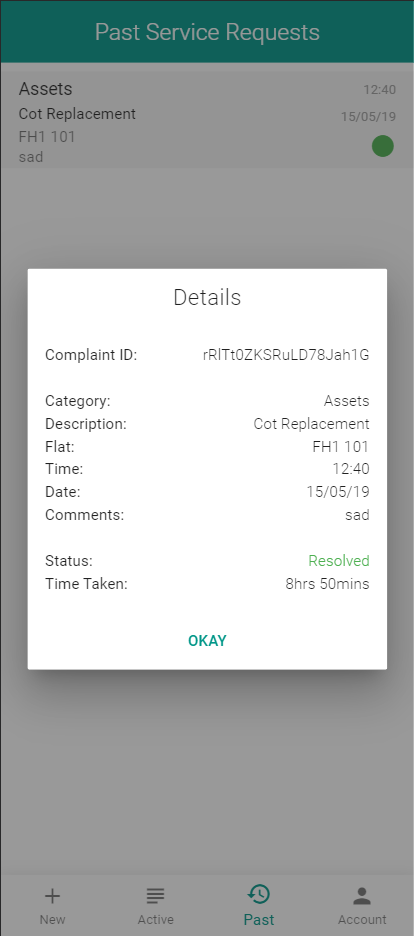 Past Service Requests
Assets 12:40
Cot Replacement 15/05/19
FH1 101
sad
Details
Complaint ID: rRlTt0ZKSRuLD78Jah1G
Category: Assets
Description: Cot Replacement
Flat: FH1 101
Time: 12:40
Date: 15/05/19
Comments: sad
Status: Resolved
Time Taken: 8hrs 50mins
OKAY
New Active Past Account